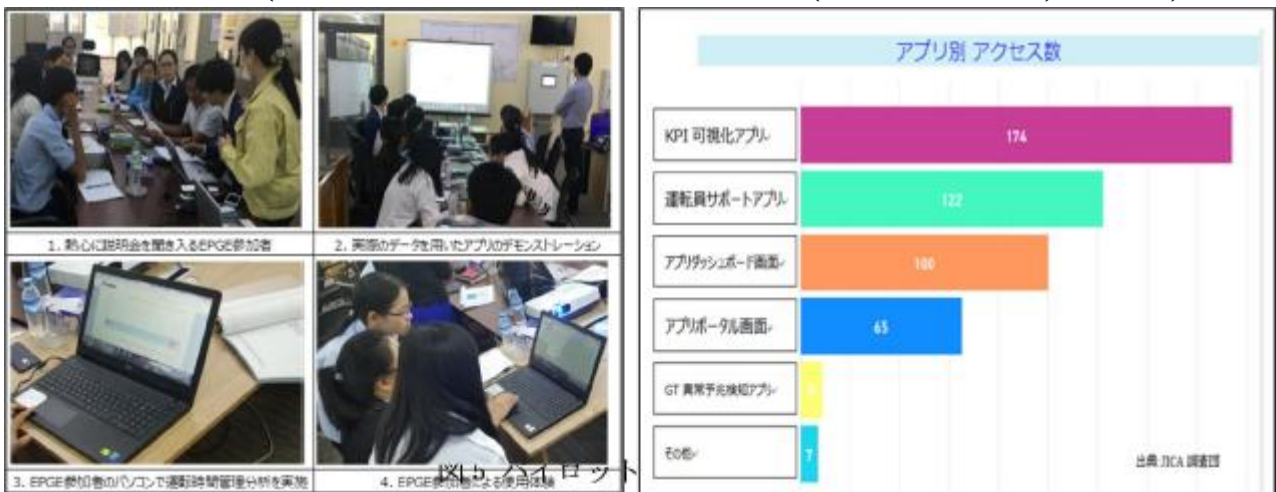 1. 熱心に説明会を聞き入るEPGE参加者
2. 実際のデータを用いたアプリのデモンストレーション
3. EPGE参加者のパソコンで運転時間管理分析を実施
4. EPGE参加者による使用体験
図5 パイロット
アプリ別 アクセス数
KPI 可視化アプリ
174
運転員サポートアプリ
122
アプリダッシュボード画面
100
アプリポータル画面
65
GT 異常予兆検知アプリ
その他
7
出典:JICA 調査団